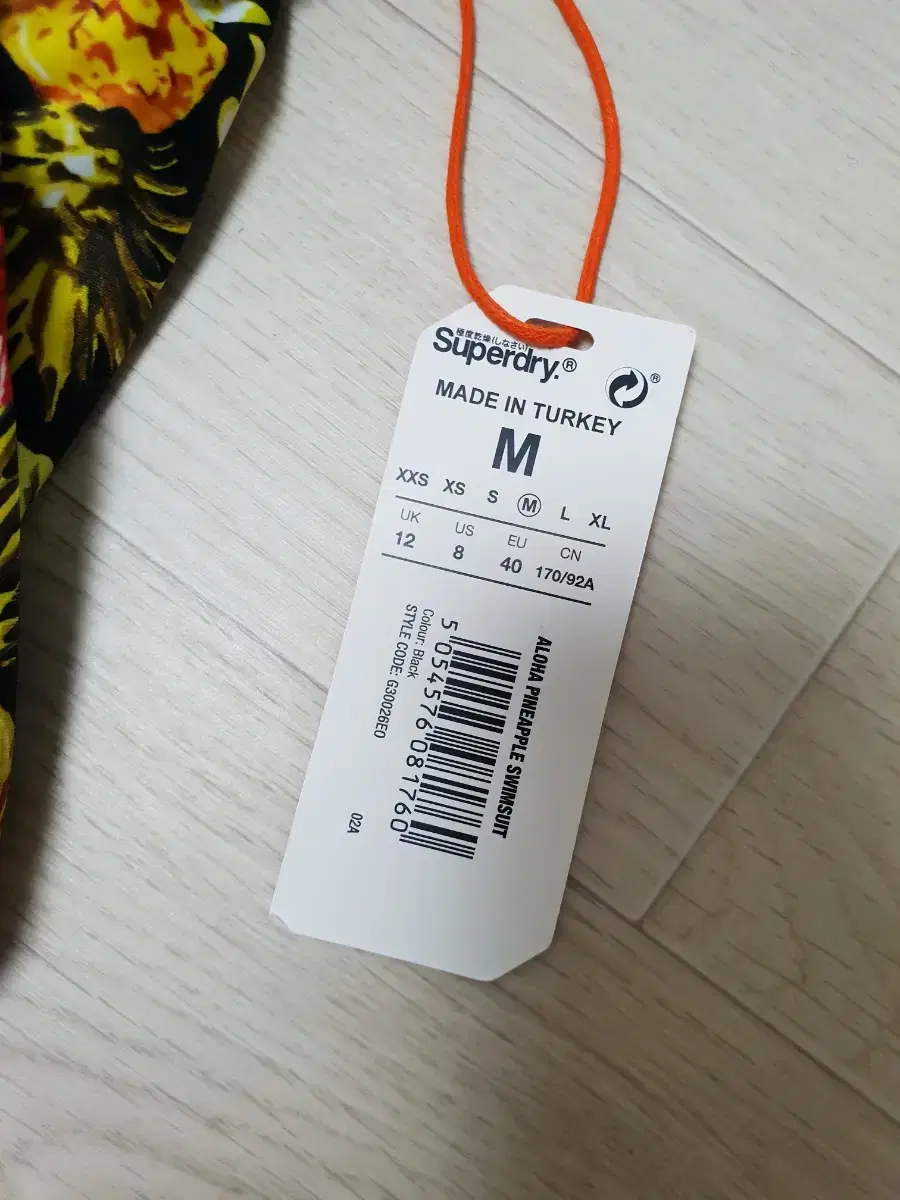 極度乾燥(しなさい)
Superdry.®
®
MADE IN TURKEY
M
XXS XS S M L XL
UK US EU CN
12 8 40 170/92A
ALOHA PINEAPPLE SWIMSUIT
5 054576 081760
Colour: Black
STYLE CODE: G30026E0
02A